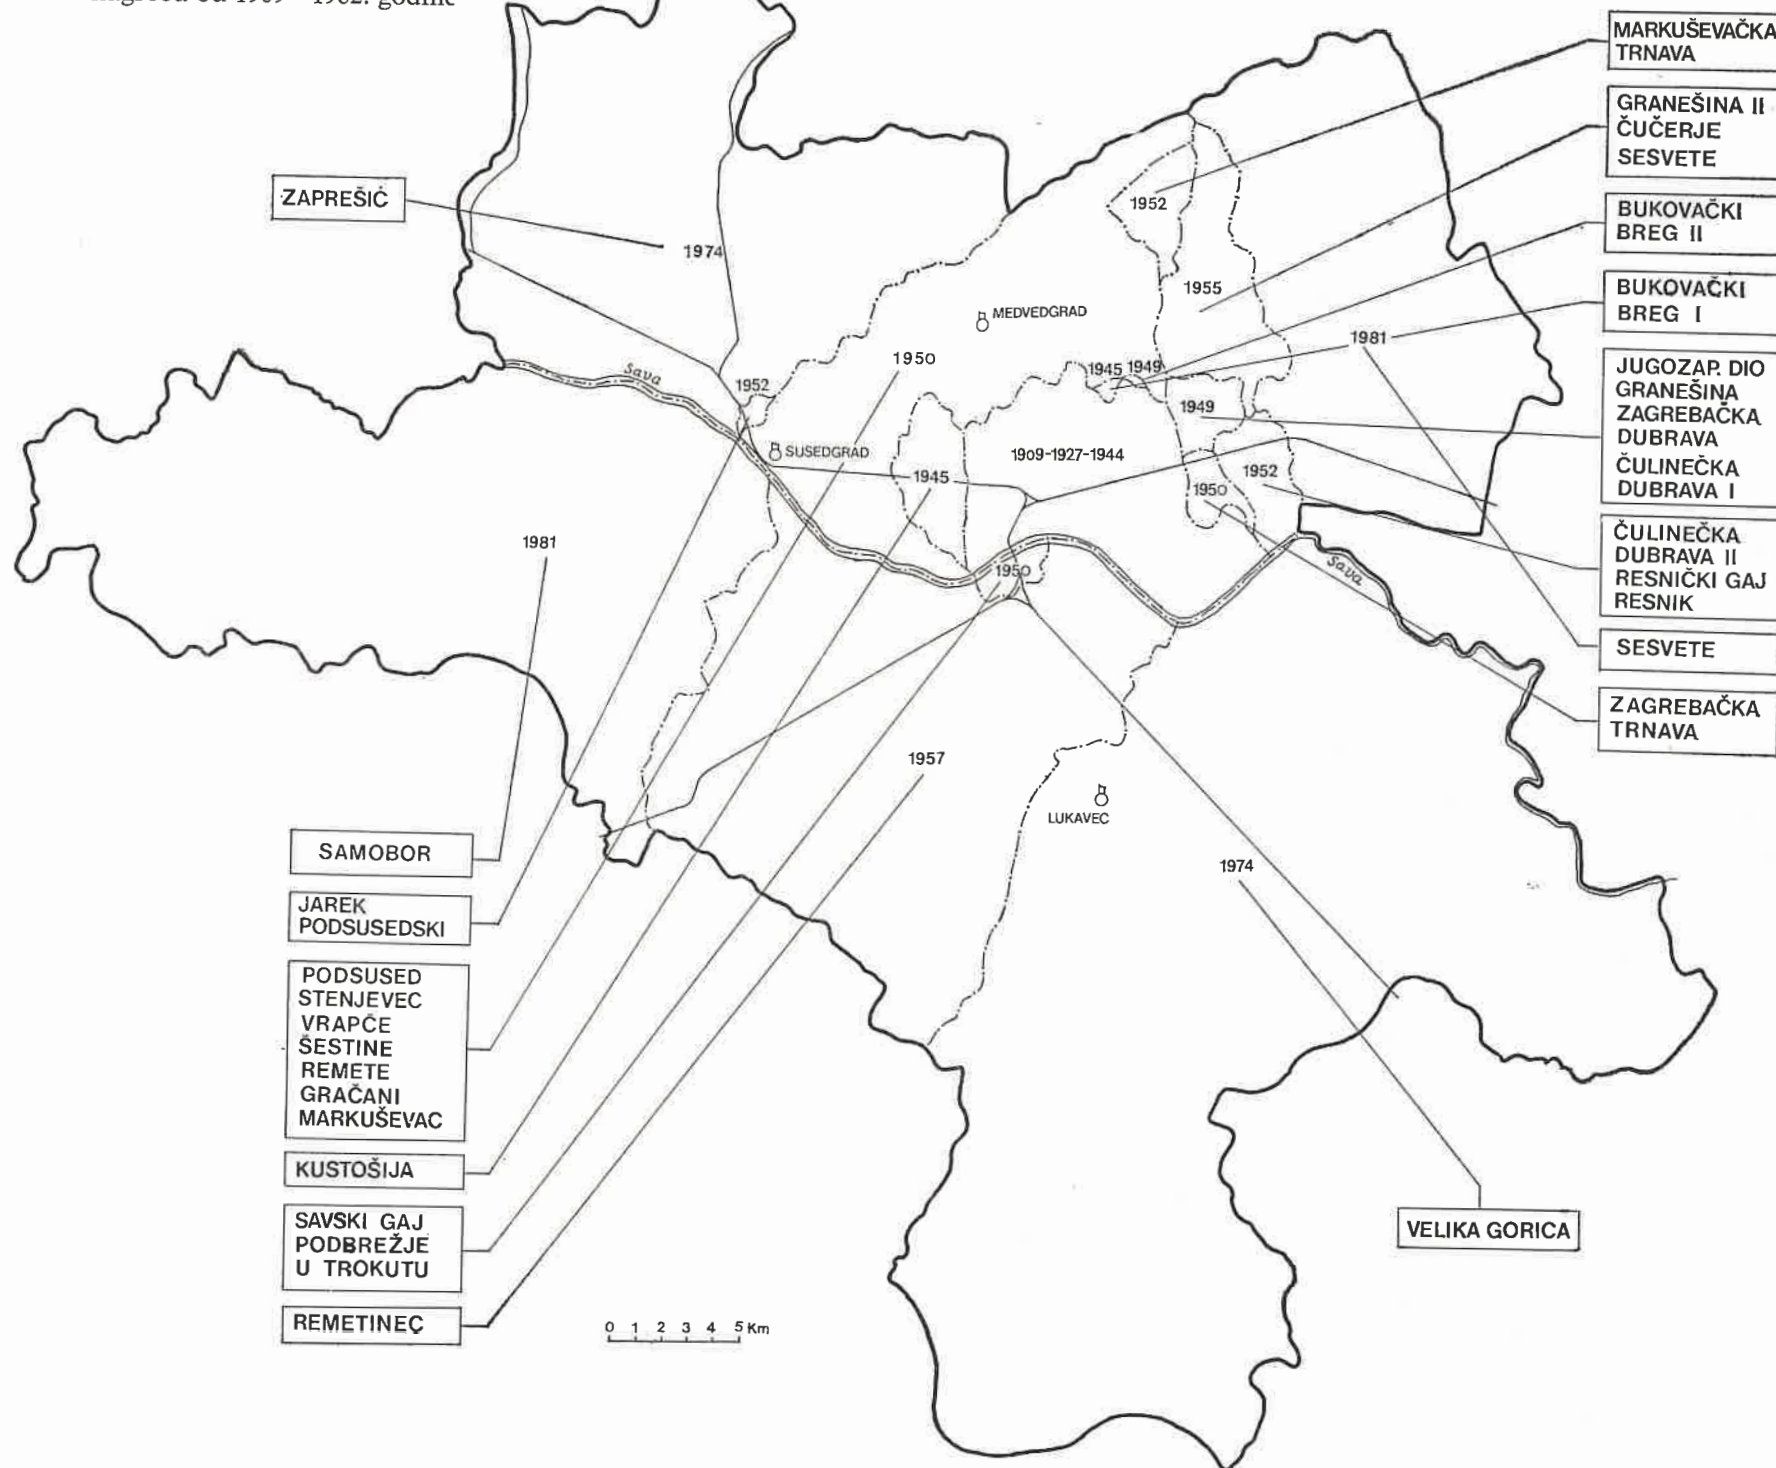 od 1909 - 1982. godine
MARKUŠEVAČKA
TRNAVA
GRANEŠINA II
ČUČERJE
SESVETE
ZAPREŠIĆ
1952
BUKOVAČKI
BREG II
1974
1955
BUKOVAČKI
BREG I
MEDVEDGRAD
1981
1950
1945
1949
Sava
1952
JUGOZAP. DIO
GRANEŠINA
ZAGREBAČKA
DUBRAVA
ČULINEČKA
DUBRAVA I
1949
SUSEDGRAD
1909-1927-1944
1945
1952
1950
ČULINEČKA
DUBRAVA II
RESNIČKI GAJ
RESNIK
1981
1950
Sava
SESVETE
ZAGREBAČKA
TRNAVA
1957
LUKAVEC
1974
SAMOBOR
JAREK
PODSUSEDSKI
PODSUSED
STENJEVEC
VRAPČE
ŠESTINE
REMETE
GRAČANI
MARKUŠEVAC
KUSTOŠIJA
SAVSKI GAJ
PODBREŽJE
U TROKUTU
VELIKA GORICA
REMETINEC
0 1 2 3 4 5 Km